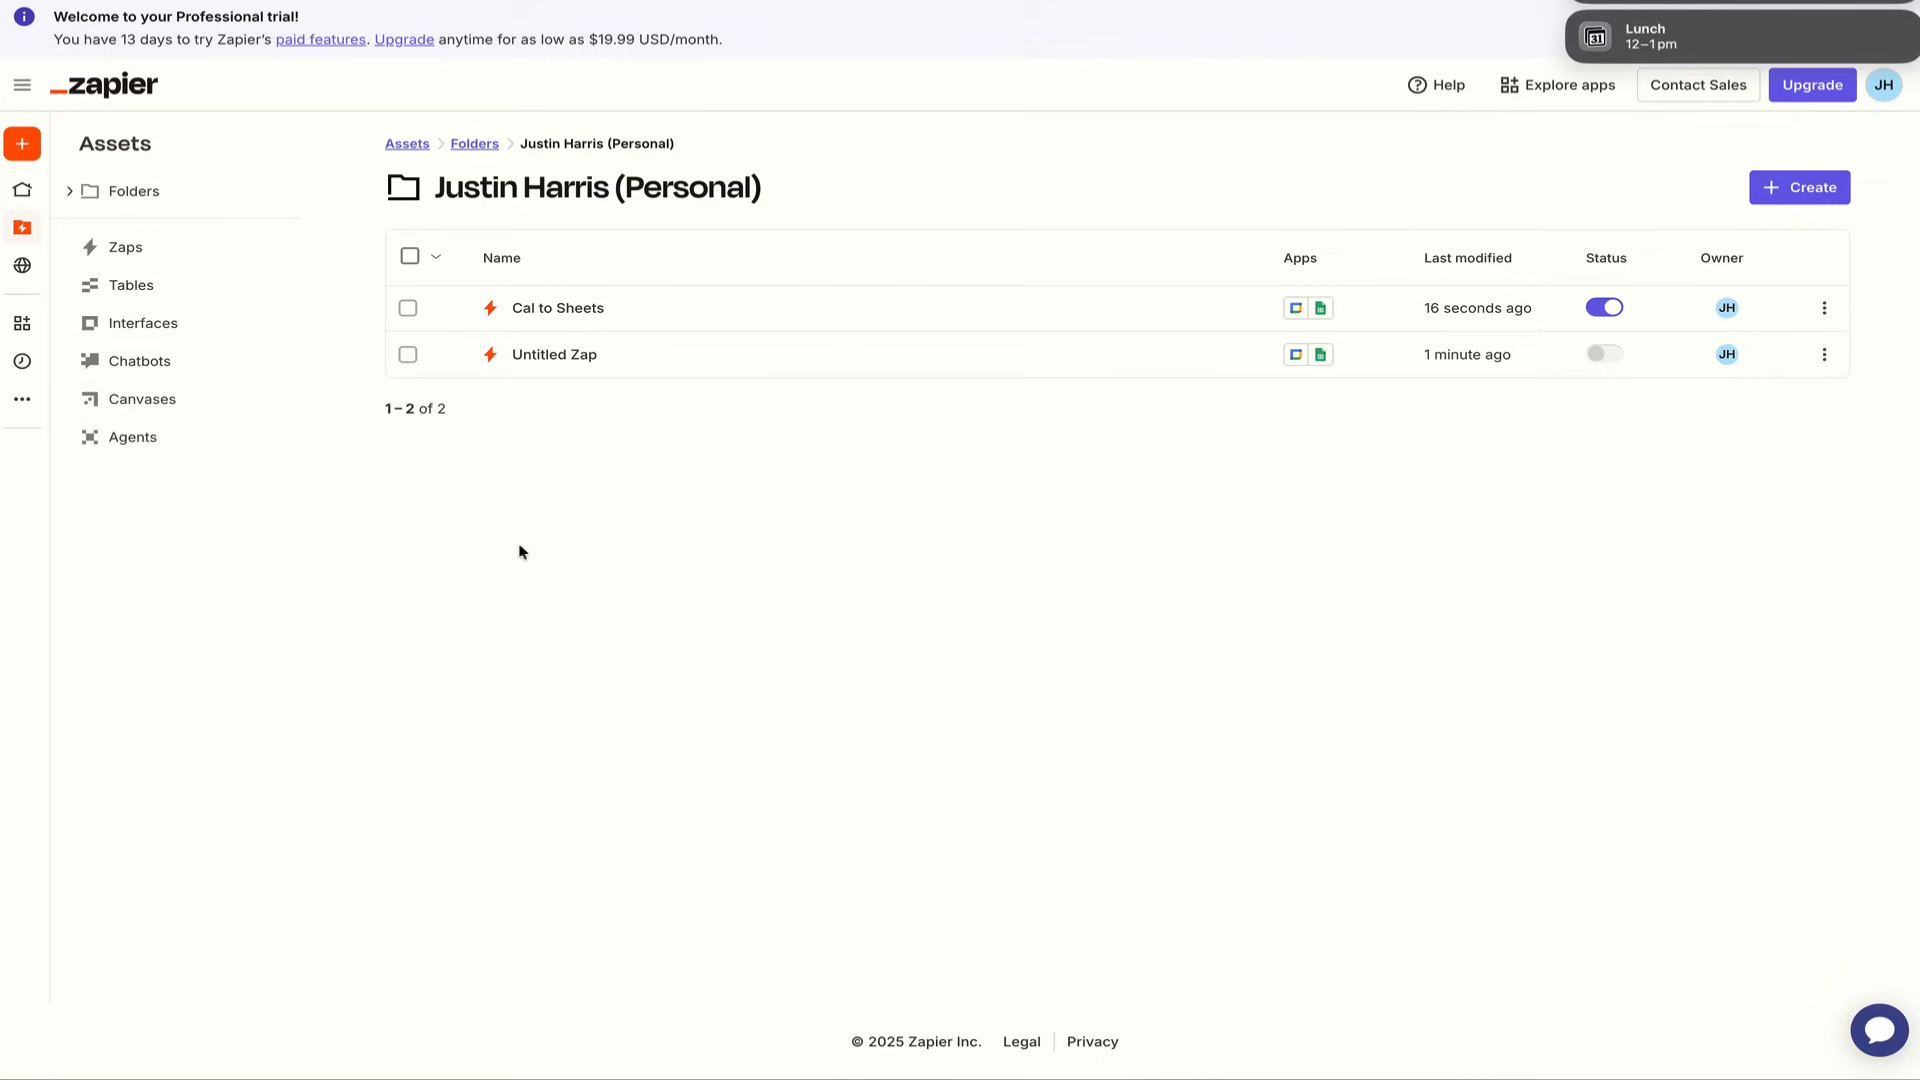 Welcome to your Professional trial!
You have 13 days to try Zapier's paid features. Upgrade anytime for as low as $19.99 USD/month.
31
Lunch
12–1pm
zapier
Help
Explore apps
Contact Sales
Upgrade
JH
Assets
Folders
Zaps
Tables
Interfaces
Chatbots
Canvases
Agents
Assets
Folders
Justin Harris (Personal)
Justin Harris (Personal)
Create
Name
Apps
Last modified
Status
Owner
Cal to Sheets
16 seconds ago
JH
Untitled Zap
1 minute ago
JH
1 – 2 of 2
© 2025 Zapier Inc.
Legal
Privacy